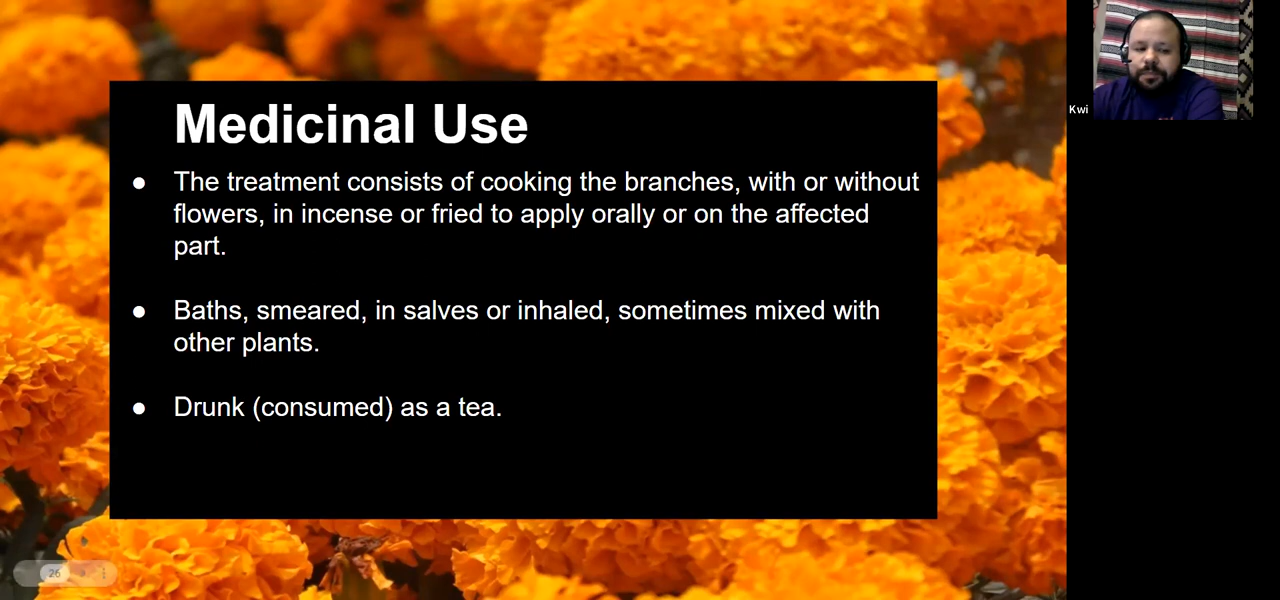 Medicinal Use
● The treatment consists of cooking the branches, with or without
flowers, in incense or fried to apply orally or on the affected
part.
● Baths, smeared, in salves or inhaled, sometimes mixed with
other plants.
● Drunk (consumed) as a tea.
Kwi
26